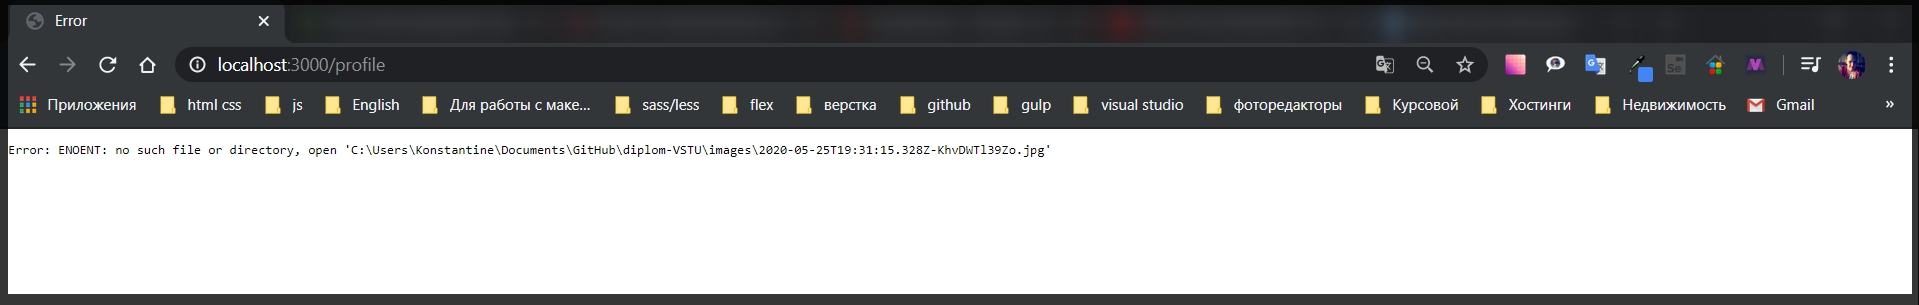 Error
localhost:3000/profile
Приложения html css js English Для работы с маке... sass/less flex верстка github gulp visual studio фоторедакторы Курсовой Хостинги Недвижимость Gmail »
Error: ENOENT: no such file or directory, open 'C:\Users\Konstantine\Documents\GitHub\diplom-VSTU\images\2020-05-25T19:31:15.328Z-KhvDWTl39Zo.jpg'